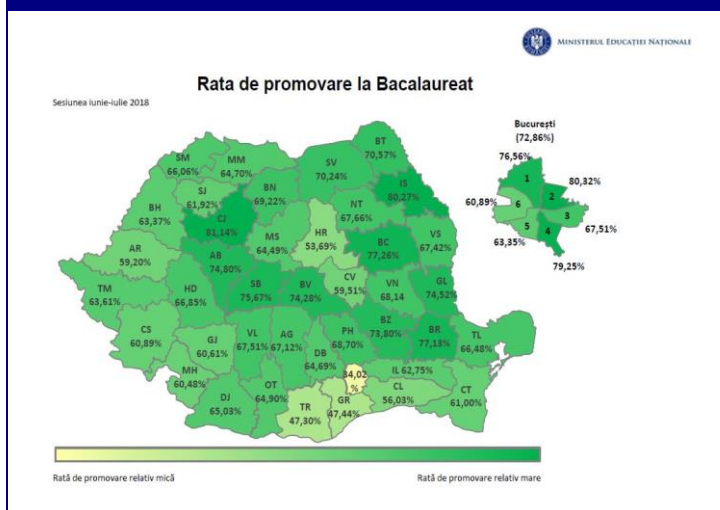 MINISTERUL EDUCAȚIEI NAȚIONALE
Rata de promovare la Bacalaureat
Sesiunea iunie-iulie 2018
București
(72,86%)
76,56%
1
80,32%
2
60,89%
6
3
67,51%
5
4
63,35%
79,25%
BT
70,57%
SM
66,06%
MM
64,70%
SV
70,24%
IS
80,27%
SJ
61,92%
BN
69,22%
NT
67,66%
BH
63,37%
CJ
81,14%
MS
64,49%
HR
53,69%
BC
77,26%
VS
67,42%
AR
59,20%
AB
74,80%
TM
63,61%
HD
66,85%
SB
75,67%
BV
74,28%
CV
59,51%
VN
68,14
GL
74,52%
CS
60,89%
GJ
60,61%
VL
67,51%
AG
67,12%
PH
68,70%
BZ
73,80%
BR
77,13%
TL
66,48%
DB
64,69%
MH
60,48%
34,02
%
IL 62,75%
DJ
65,03%
OT
64,90%
TR
47,30%
GR
47,44%
CL
56,03%
CT
61,00%
Rată de promovare relativ mică
Rată de promovare relativ mare